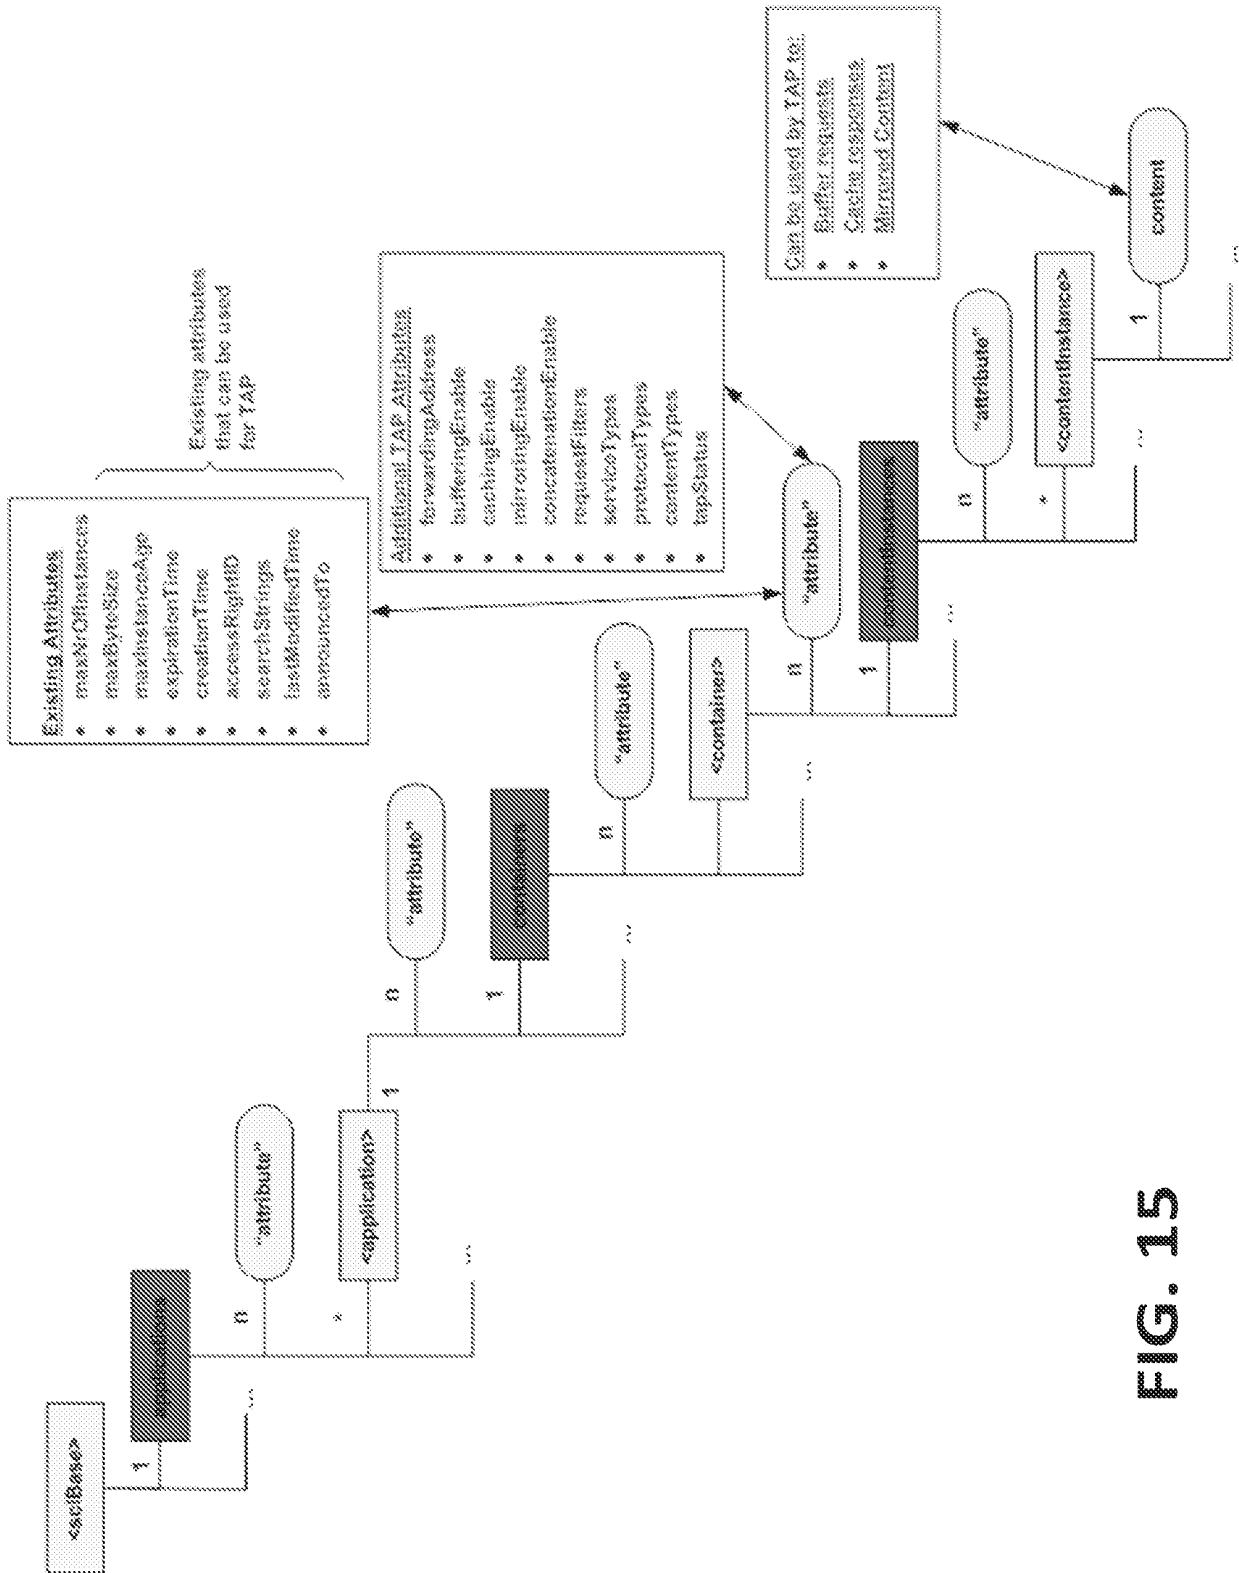 <sclBase>
1
applications
n
"attribute"
*
<application>
1
n
"attribute"
1
containers
n
"attribute"
<container>
n
"attribute"
1
n
"attribute"
*
<contentInstance>
1
content
Existing Attributes
• maxNrOfInstances
• maxByteSize
• maxInstanceAge
• expirationTime
• creationTime
• accessRightID
• searchStrings
• lastModifiedTime
• announcedTo
Existing attributes
that can be used
for TAP
Additional TAP Attributes
• forwardingAddress
• bufferingEnable
• cachingEnable
• mirroringEnable
• concatenationEnable
• requestFilters
• serviceTypes
• protocolTypes
• contentTypes
• tapStatus
Can be used by TAP to:
• Buffer requests
• Cache responses
• Mirrored Content
FIG. 15